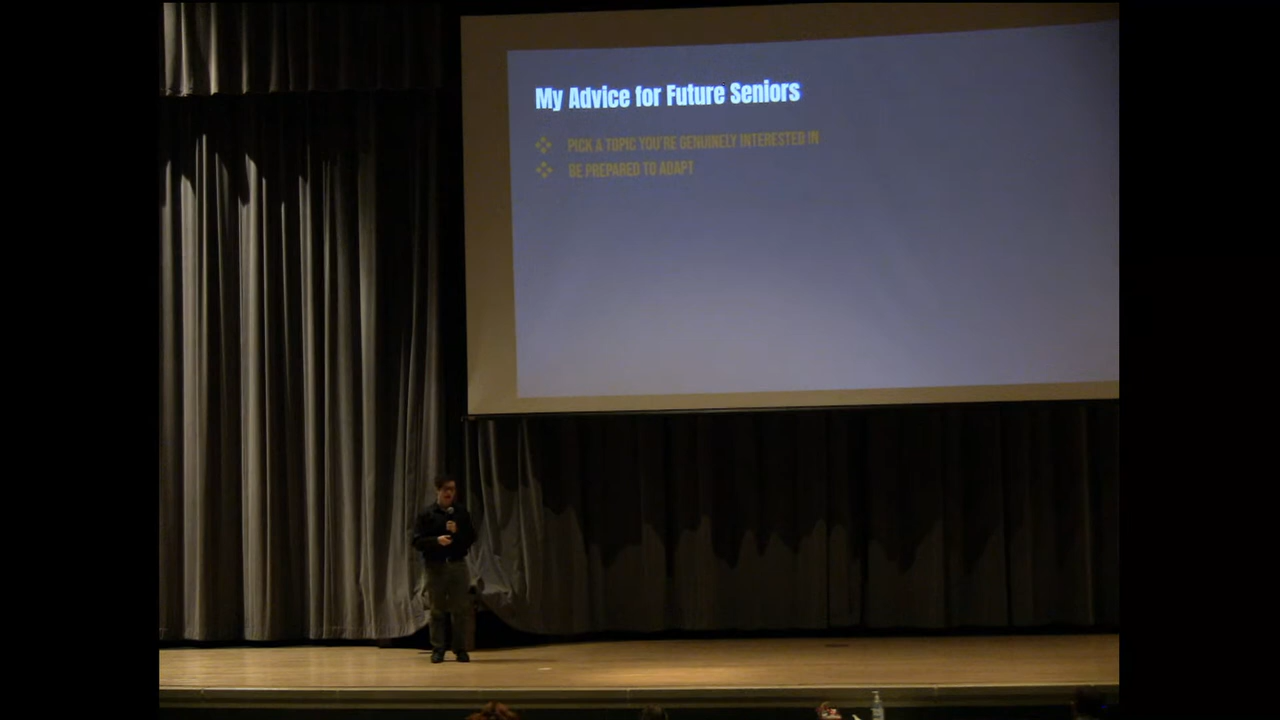 My Advice for Future Seniors
PICK A TOPIC YOU'RE GENUINELY INTERESTED IN
BE PREPARED TO ADAPT